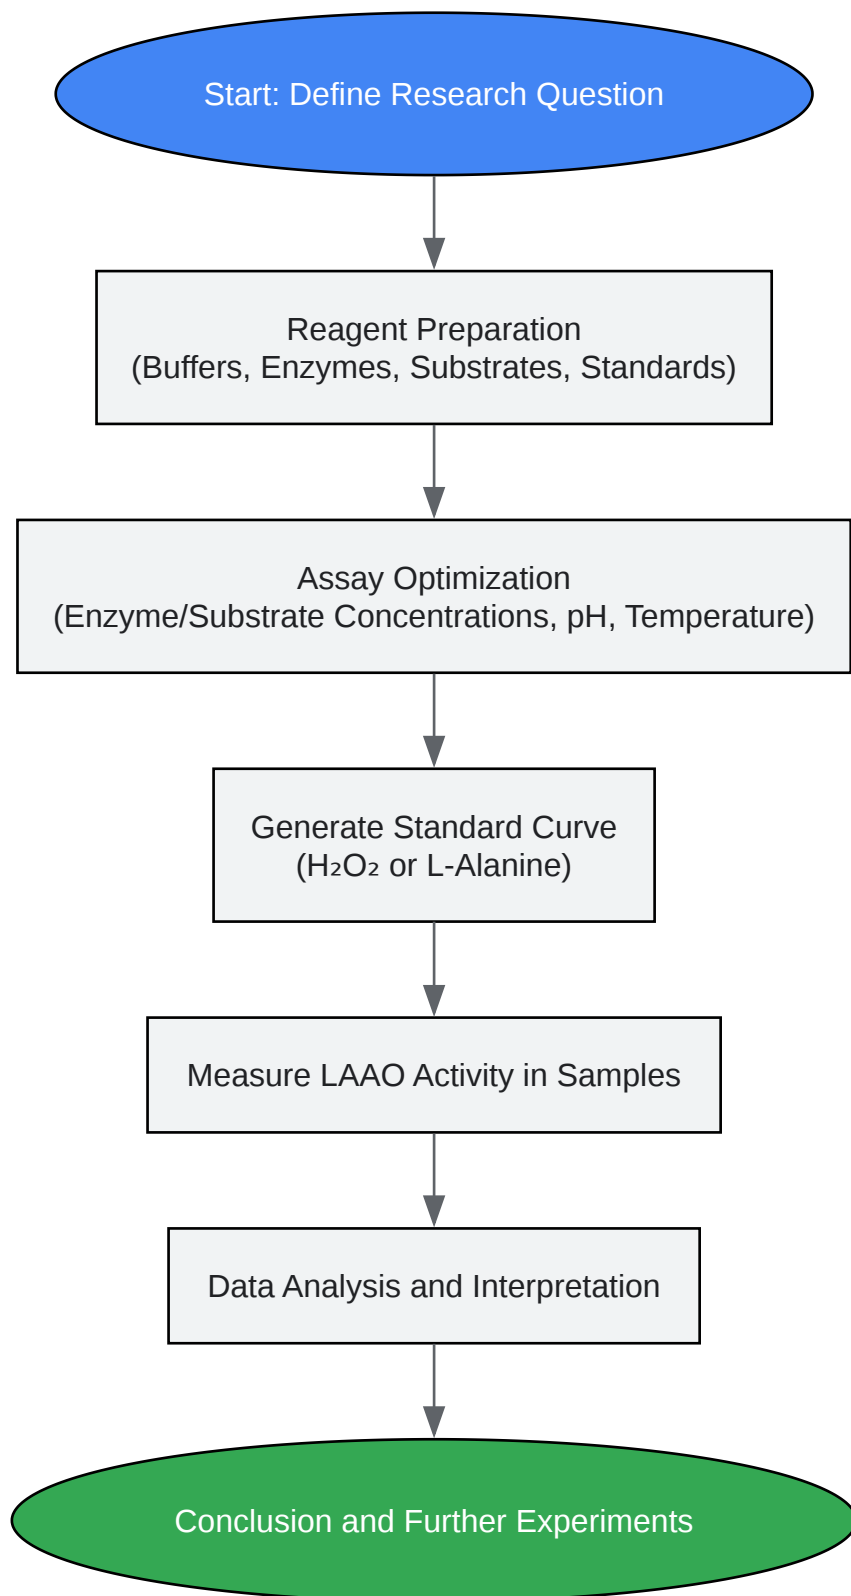 Start: Define Research Question
Reagent Preparation
(Buffers, Enzymes, Substrates, Standards)
Assay Optimization
(Enzyme/Substrate Concentrations, pH, Temperature)
Generate Standard Curve
(H₂O₂ or L-Alanine)
Measure LAAO Activity in Samples
Data Analysis and Interpretation
Conclusion and Further Experiments